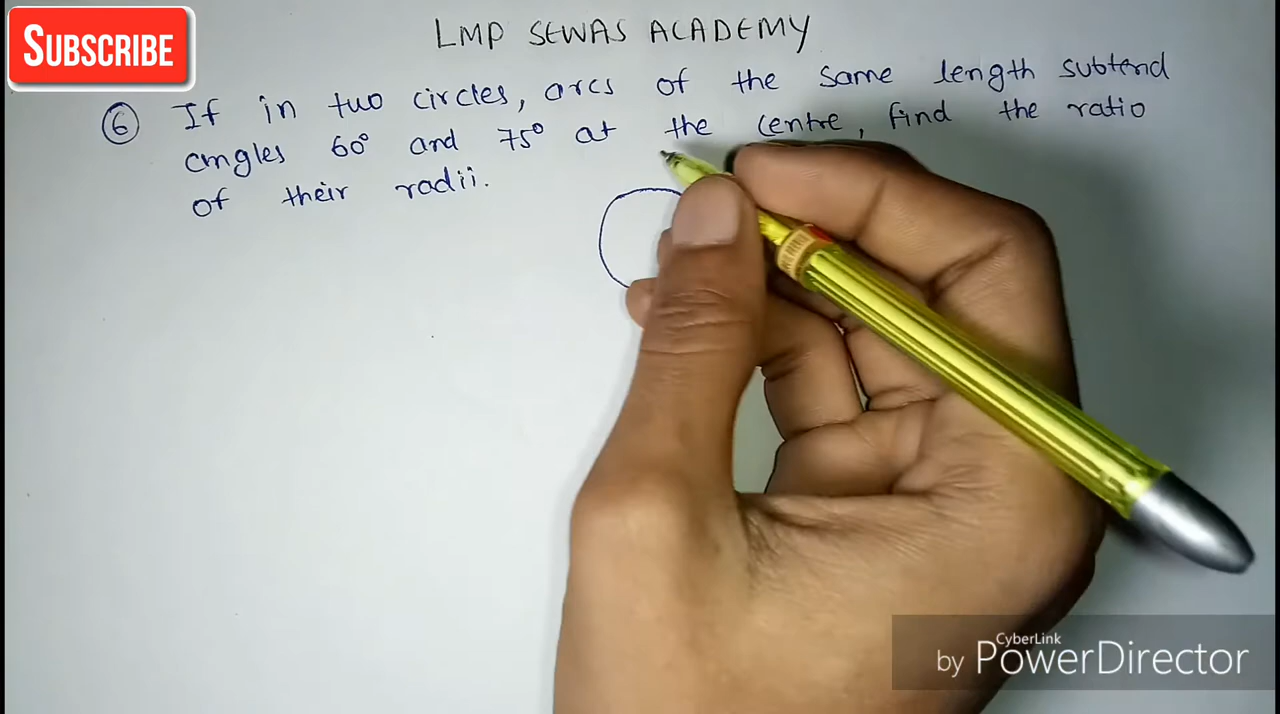 SUBSCRIBE
LMP SEWAS ACADEMY
6 If in two circles, arcs of the same length subtend
angles 60° and 75° at the centre, find the ratio
of their radii.
CyberLink
by PowerDirector